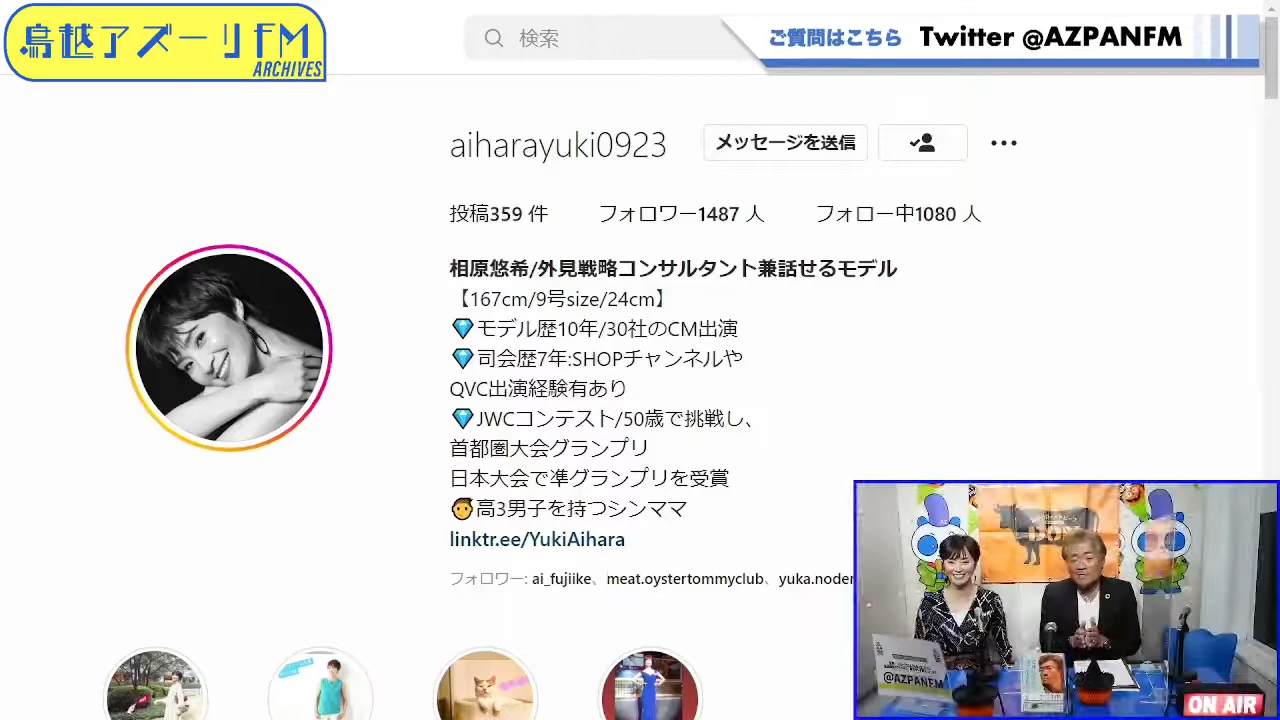 鳥越アズーリFM
ARCHIVES
検索
ご質問はこちら Twitter @AZPANFM
aiharayuki0923
メッセージを送信
投稿359 件
フォロワー1487 人
フォロー中1080 人
相原悠希/外見戦略コンサルタント兼話せるモデル
【167cm/9号size/24cm】
モデル歴10年/30社のCM出演
司会歴7年:SHOPチャンネルや
QVC出演経験有あり
JWCコンテスト/50歳で挑戦し、
首都圏大会グランプリ
日本大会で準グランプリを受賞
高3男子を持つシンママ
linktr.ee/YukiAihara
フォロワー: ai_fujiike、meat.oystertommyclub、yuka.noder
@AZPANFM
ON AIR